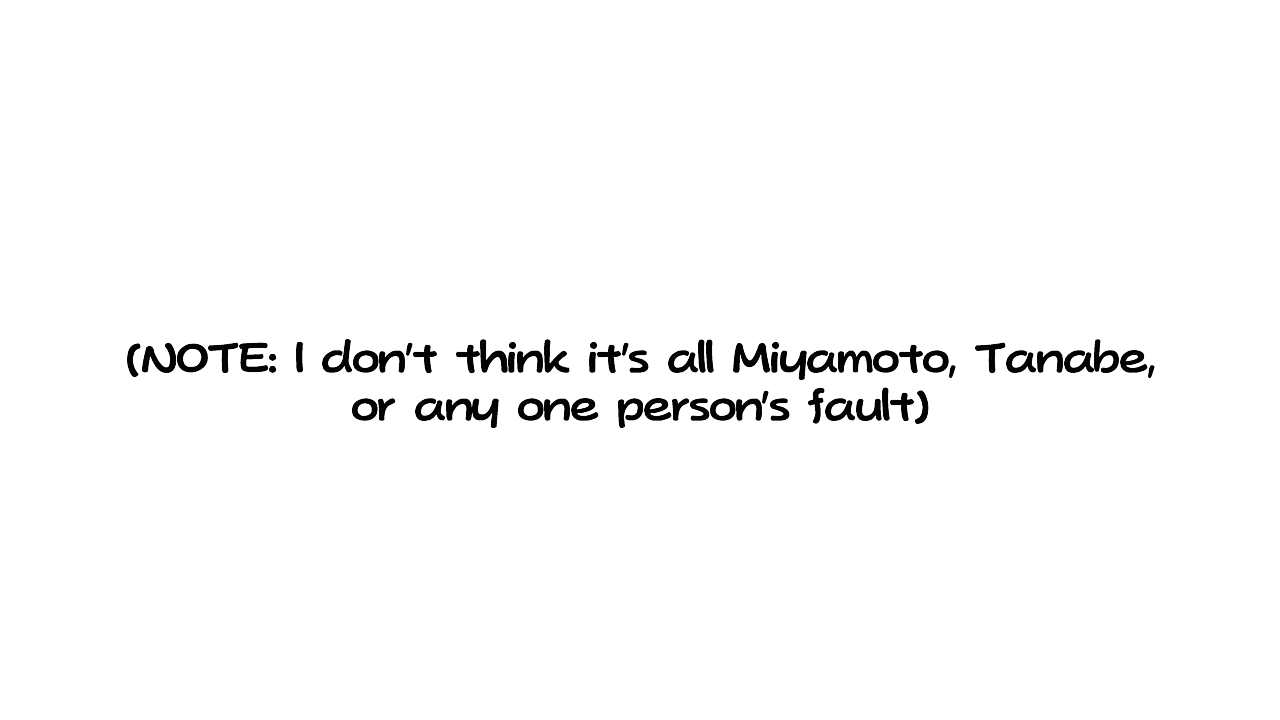 (NOTE: I don't think it's all Miyamoto, Tanabe,
or any one person's fault)